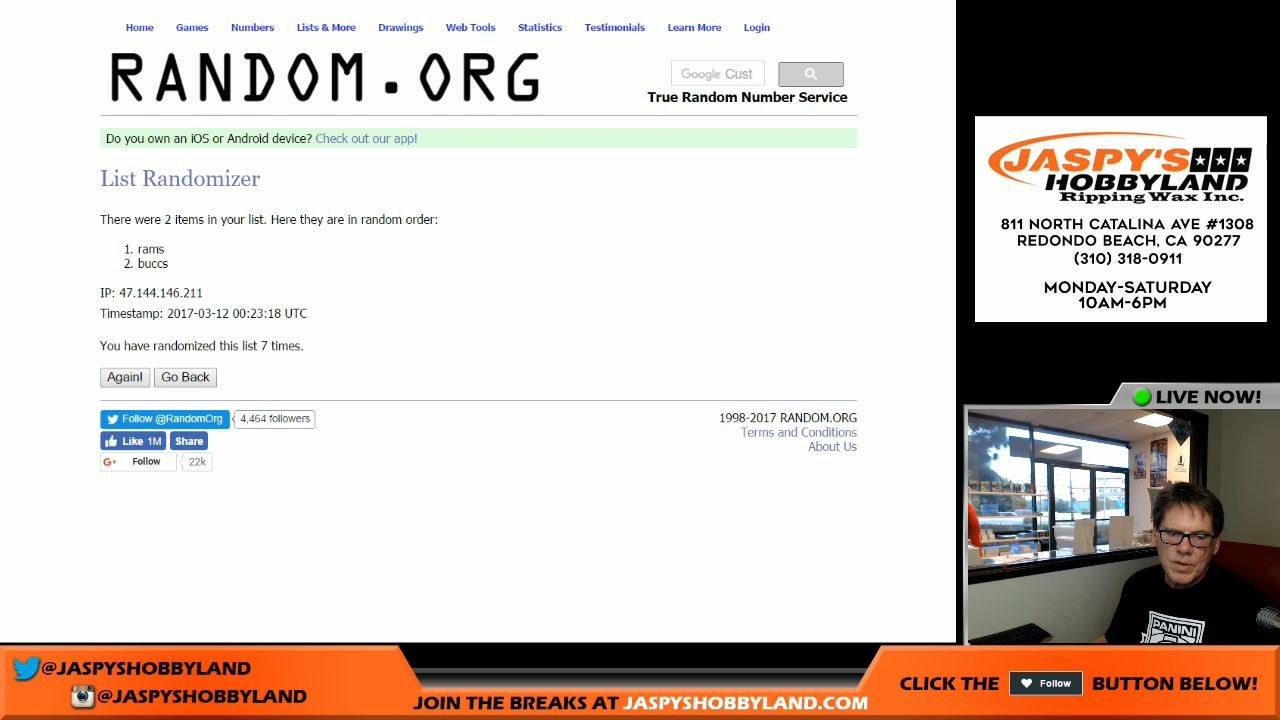 Home Games Numbers Lists & More Drawings Web Tools Statistics Testimonials Learn More Login
RANDOM.ORG
Google Cust
True Random Number Service
Do you own an iOS or Android device? Check out our app!
List Randomizer
There were 2 items in your list. Here they are in random order:
1. rams
2. buccs
IP: 47.144.146.211
Timestamp: 2017-03-12 00:23:18 UTC
You have randomized this list 7 times.
Again! Go Back
Follow @RandomOrg 4,464 followers
Like 1M Share
G+ Follow 22k
1998-2017 RANDOM.ORG
Terms and Conditions
About Us
JASPY'S
HOBBYLAND
Ripping Wax Inc.
811 NORTH CATALINA AVE #1308
REDONDO BEACH, CA 90277
(310) 318-0911
MONDAY-SATURDAY
10AM-6PM
LIVE NOW!
PANINI
@JASPYSHOBBYLAND
@JASPYSHOBBYLAND
JOIN THE BREAKS AT JASPYSHOBBYLAND.COM
CLICK THE Follow BUTTON BELOW!